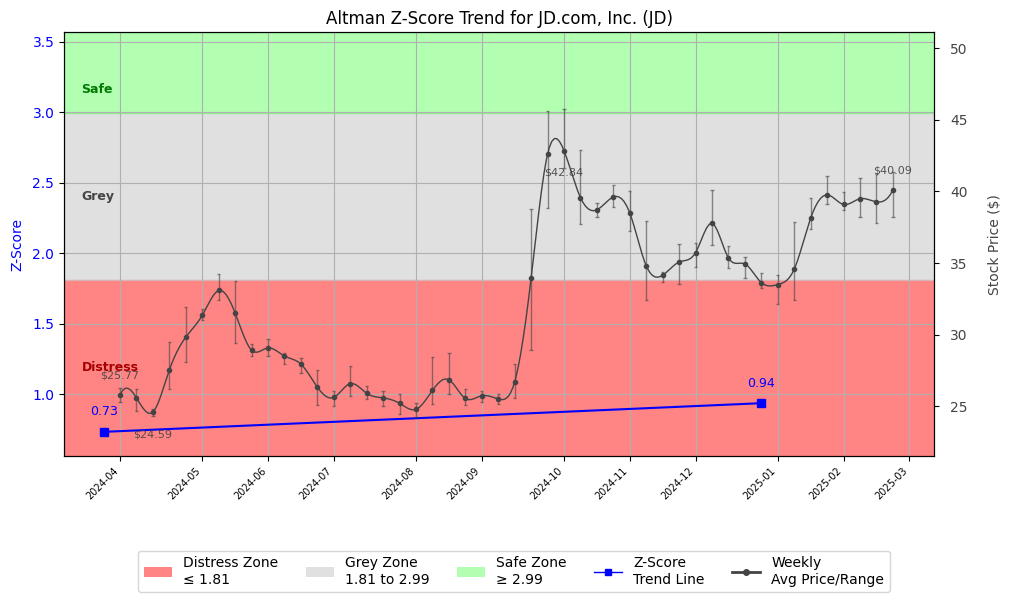 Altman Z-Score Trend for JD.com, Inc. (JD)
3.5
3.0
2.5
2.0
1.5
1.0
Z-Score
50
45
40
35
30
25
Stock Price ($)
Safe
Grey
Distress
$25.77
$24.59
$42.84
$40.09
0.73
0.94
2024-04
2024-05
2024-06
2024-07
2024-08
2024-09
2024-10
2024-11
2024-12
2025-01
2025-02
2025-03
Distress Zone
≤ 1.81
Grey Zone
1.81 to 2.99
Safe Zone
≥ 2.99
Z-Score
Trend Line
Weekly
Avg Price/Range